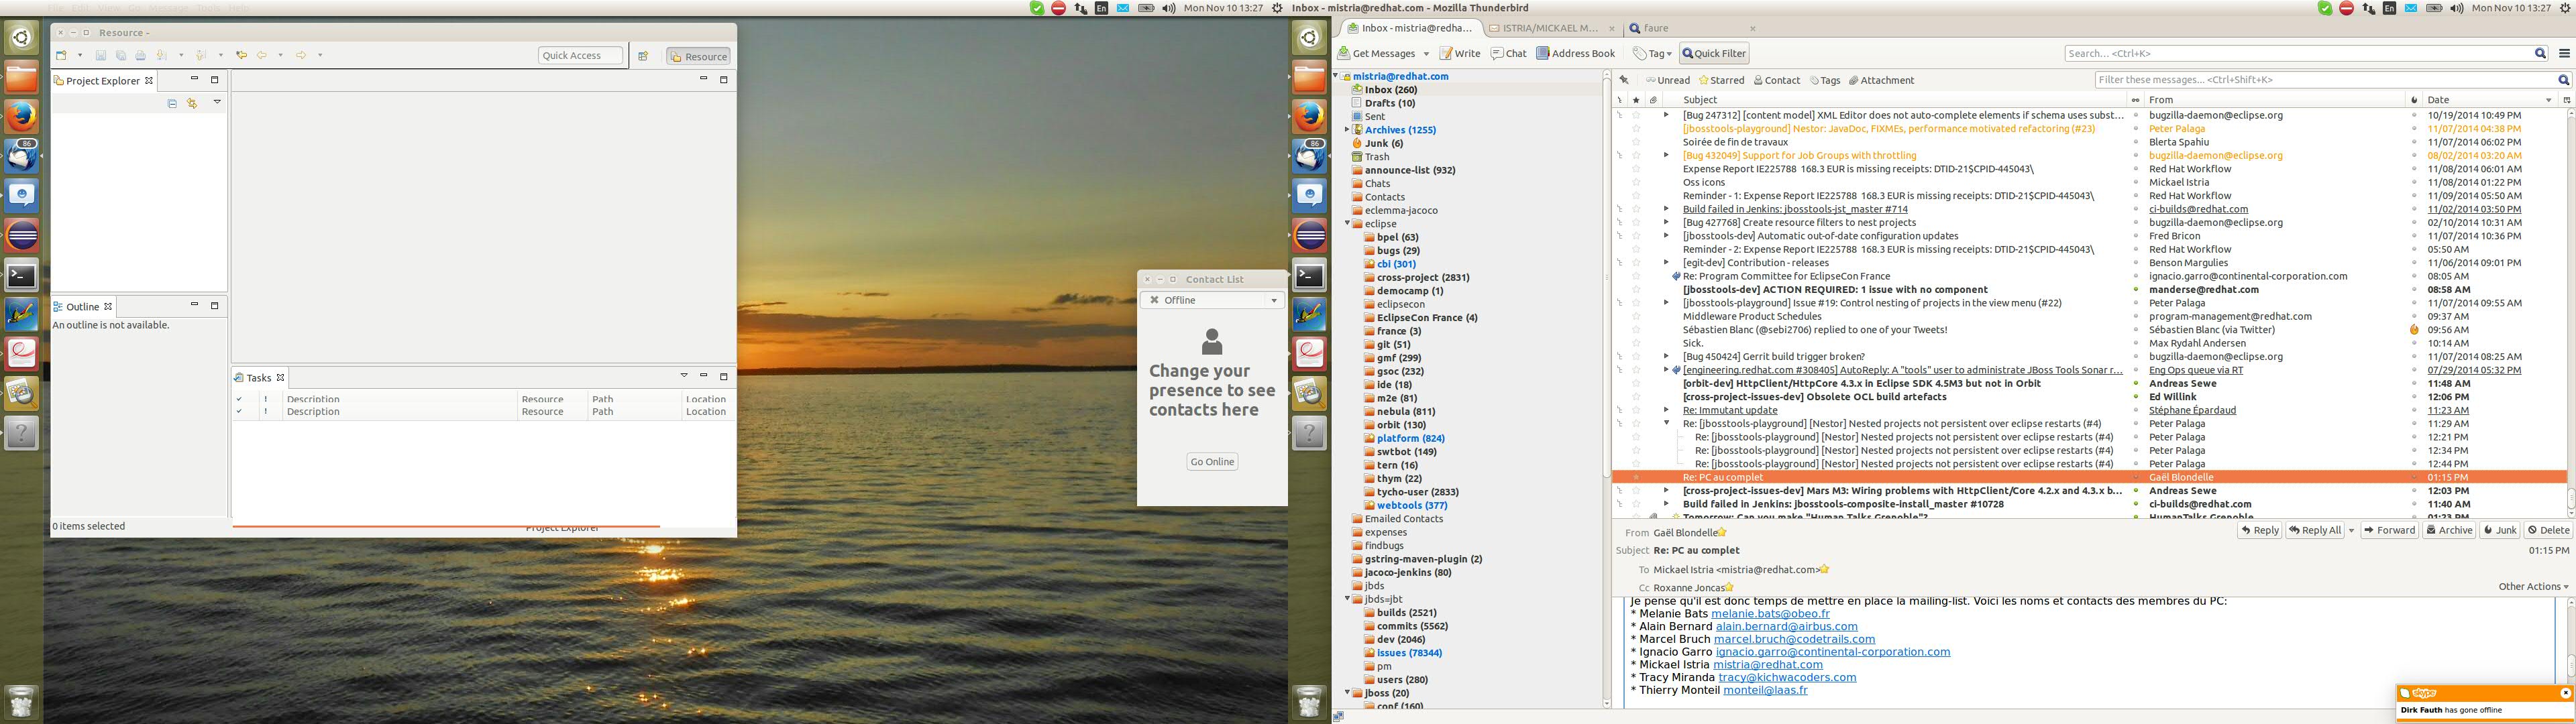 File Edit View Go Message Tools Help
En
Mon Nov 10 13:27
Inbox - mistria@redhat.com - Mozilla Thunderbird
En
Mon Nov 10 13:27
Resource -
Quick Access
Resource
Project Explorer
Outline
An outline is not available.
Tasks
! Description Resource Path Location
! Description Resource Path Location
0 items selected
Project Explorer
86
Contact List
Offline
Change your
presence to see
contacts here
Go Online
86
Inbox - mistria@redha...
ISTRIA/MICKAEL M...
faure
Get Messages Write Chat Address Book Tag Quick Filter
Search... <Ctrl+K>
mistria@redhat.com
Inbox (260)
Drafts (10)
Sent
Archives (1255)
Junk (6)
Trash
announce-list (932)
Chats
Contacts
eclemma-jacoco
eclipse
bpel (63)
bugs (29)
cbi (301)
cross-project (2831)
democamp (1)
eclipsecon
EclipseCon France (4)
france (3)
git (51)
gmf (299)
gsoc (232)
ide (18)
m2e (81)
nebula (811)
orbit (130)
platform (824)
swtbot (149)
tern (16)
thym (22)
tycho-user (2833)
webtools (377)
Emailed Contacts
expenses
findbugs
gstring-maven-plugin (2)
jacoco-jenkins (80)
jbds
jbds=jbt
builds (2521)
commits (5562)
dev (2046)
issues (78344)
pm
users (280)
jboss (20)
conf (160)
Unread Starred Contact Tags Attachment
Filter these messages... <Ctrl+Shift+K>
Subject From Date
[Bug 247312] [content model] XML Editor does not auto-complete elements if schema uses subst... bugzilla-daemon@eclipse.org 10/19/2014 10:49 PM
[jbosstools-playground] Nestor: JavaDoc, FIXMEs, performance motivated refactoring (#23) Peter Palaga 11/07/2014 04:38 PM
Soirée de fin de travaux Blerta Spahiu 11/07/2014 06:02 PM
[Bug 432049] Support for Job Groups with throttling bugzilla-daemon@eclipse.org 08/02/2014 03:20 AM
Expense Report IE225788 168.3 EUR is missing receipts: DTID-21$CPID-445043\ Red Hat Workflow 11/08/2014 06:01 AM
Oss icons Mickael Istria 11/08/2014 01:22 PM
Reminder - 1: Expense Report IE225788 168.3 EUR is missing receipts: DTID-21$CPID-445043\ Red Hat Workflow 11/09/2014 05:50 AM
Build failed in Jenkins: jbosstools-jst_master #714 ci-builds@redhat.com 11/02/2014 03:50 PM
[Bug 427768] Create resource filters to nest projects bugzilla-daemon@eclipse.org 02/10/2014 10:31 AM
[jbosstools-dev] Automatic out-of-date configuration updates Fred Bricon 11/07/2014 10:36 PM
Reminder - 2: Expense Report IE225788 168.3 EUR is missing receipts: DTID-21$CPID-445043\ Red Hat Workflow 05:50 AM
[egit-dev] Contribution - releases Benson Margulies 11/06/2014 09:01 PM
Re: Program Committee for EclipseCon France ignacio.garro@continental-corporation.com 08:05 AM
[jbosstools-dev] ACTION REQUIRED: 1 issue with no component manderse@redhat.com 08:58 AM
[jbosstools-playground] Issue #19: Control nesting of projects in the view menu (#22) Peter Palaga 11/07/2014 09:55 AM
Middleware Product Schedules program-management@redhat.com 09:37 AM
Sébastien Blanc (@sebi2706) replied to one of your Tweets! Sébastien Blanc (via Twitter) 09:56 AM
Sick. Max Rydahl Andersen 10:14 AM
[Bug 450424] Gerrit build trigger broken? bugzilla-daemon@eclipse.org 11/07/2014 08:25 AM
[engineering.redhat.com #308405] AutoReply: A "tools" user to administrate JBoss Tools Sonar r... Eng Ops queue via RT 07/29/2014 05:32 PM
[orbit-dev] HttpClient/HttpCore 4.3.x in Eclipse SDK 4.5M3 but not in Orbit Andreas Sewe 11:48 AM
[cross-project-issues-dev] Obsolete OCL build artefacts Ed Willink 12:06 PM
Re: Immutant update Stéphane Épardaud 11:23 AM
Re: [jbosstools-playground] [Nestor] Nested projects not persistent over eclipse restarts (#4) Peter Palaga 11:29 AM
Re: [jbosstools-playground] [Nestor] Nested projects not persistent over eclipse restarts (#4) Peter Palaga 12:21 PM
Re: [jbosstools-playground] [Nestor] Nested projects not persistent over eclipse restarts (#4) Peter Palaga 12:34 PM
Re: [jbosstools-playground] [Nestor] Nested projects not persistent over eclipse restarts (#4) Peter Palaga 12:44 PM
Re: PC au complet Gaël Blondelle 01:15 PM
[cross-project-issues-dev] Mars M3: Wiring problems with HttpClient/Core 4.2.x and 4.3.x b... Andreas Sewe 12:03 PM
Build failed in Jenkins: jbosstools-composite-install_master #10728 ci-builds@redhat.com 11:40 AM
Tomorrow: Can you make "Human Talks Grenoble"? HumanTalks Grenoble 01:23 PM
From Gaël Blondelle
Reply Reply All Forward Archive Junk Delete
Subject Re: PC au complet 01:15 PM
To Mickael Istria <mistria@redhat.com>
Cc Roxanne Joncas Other Actions
Je pense qu'il est donc temps de mettre en place la mailing-list. Voici les noms et contacts des membres du PC:
* Melanie Bats melanie.bats@obeo.fr
* Alain Bernard alain.bernard@airbus.com
* Marcel Bruch marcel.bruch@codetrails.com
* Ignacio Garro ignacio.garro@continental-corporation.com
* Mickael Istria mistria@redhat.com
* Tracy Miranda tracy@kichwacoders.com
* Thierry Monteil monteil@laas.fr
skype
Dirk Fauth has gone offline